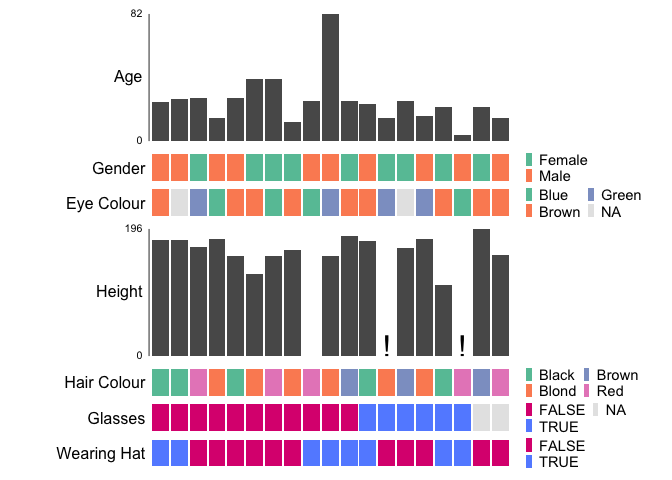 82
Age
0
Gender
Female
Male
Eye Colour
Blue Green
Brown NA
196
Height
! !
0
Hair Colour
Black Brown
Blond Red
Glasses
FALSE NA
TRUE
Wearing Hat
FALSE
TRUE